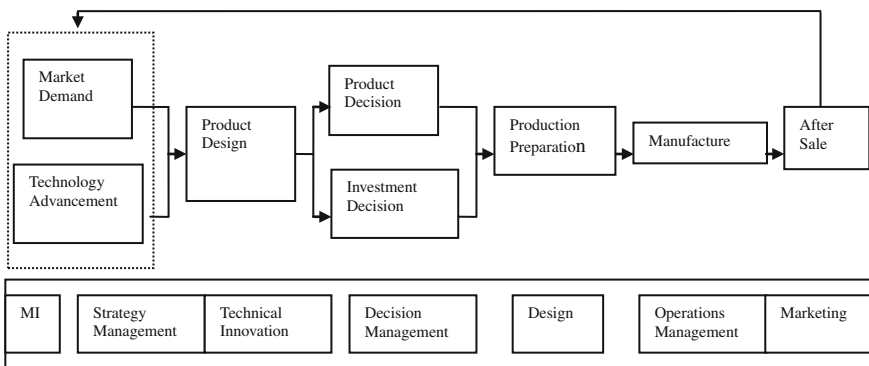 Market
Demand
Technology
Advancement
Product
Design
Product
Decision
Investment
Decision
Production
Preparation
Manufacture
After
Sale
MI
Strategy
Management
Technical
Innovation
Decision
Management
Design
Operations
Management
Marketing